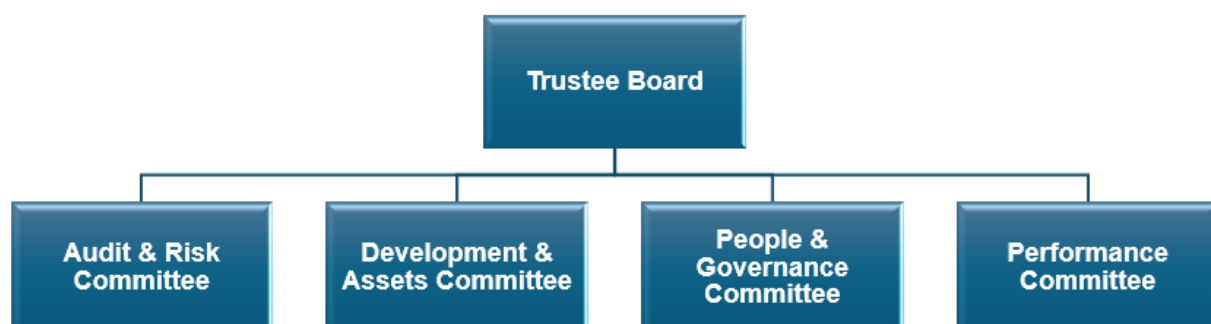 Trustee Board
Audit & Risk
Committee
Development &
Assets Committee
People &
Governance
Committee
Performance
Committee